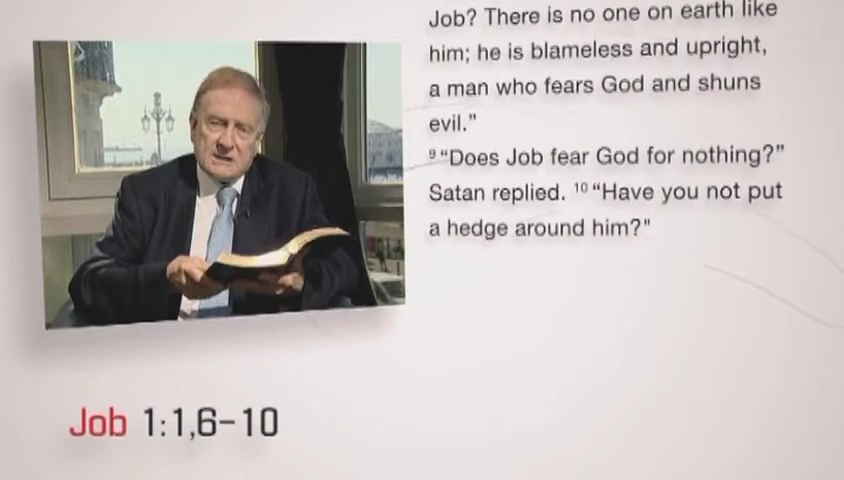 Job? There is no one on earth like
him; he is blameless and upright,
a man who fears God and shuns
evil.”
⁹ “Does Job fear God for nothing?”
Satan replied. ¹⁰ “Have you not put
a hedge around him?"
Job 1:1,6-10